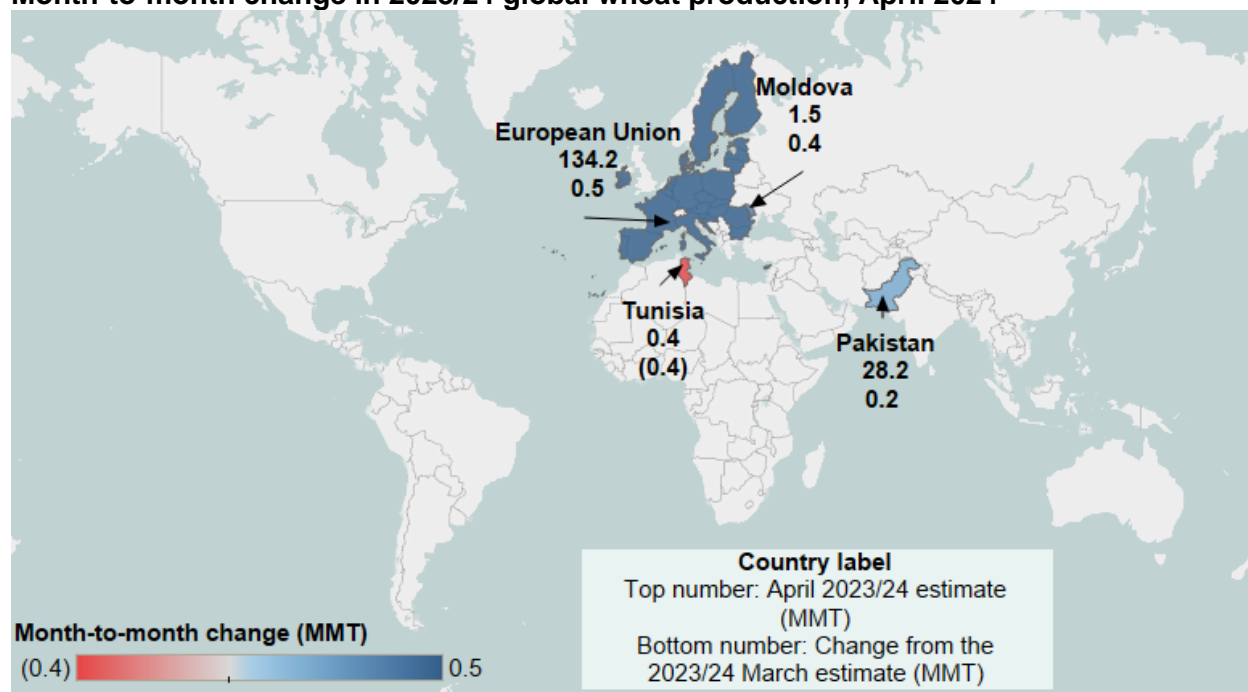 Month-to-month change in 2023/24 global wheat production, April 2024
Moldova
1.5
0.4
European Union
134.2
0.5
Tunisia
0.4
(0.4)
Pakistan
28.2
0.2
Country label
Top number: April 2023/24 estimate
(MMT)
Bottom number: Change from the
2023/24 March estimate (MMT)
Month-to-month change (MMT)
(0.4)
0.5